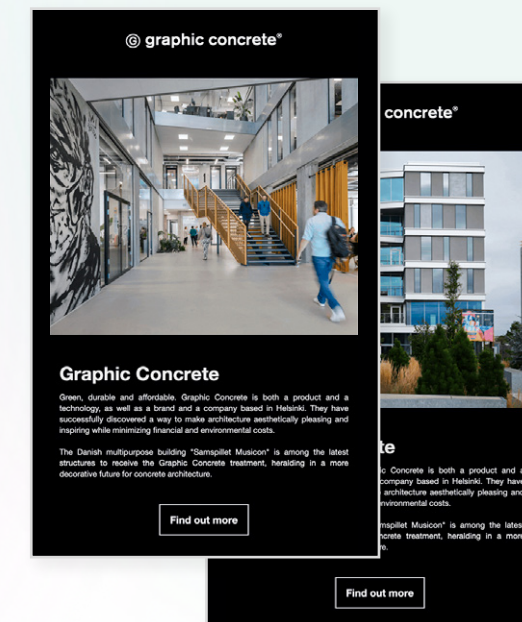 graphic concrete®
Graphic Concrete
Green, durable and affordable. Graphic Concrete is both a product and a
technology, as well as a brand and a company based in Helsinki. They have
successfully discovered a way to make architecture aesthetically pleasing and
inspiring while minimizing financial and environmental costs.
The Danish multipurpose building "Samspillet Musicon" is among the latest
structures to receive the Graphic Concrete treatment, heralding in a more
decorative future for concrete architecture.
Find out more
concrete®
te
ic Concrete is both a product and a
company based in Helsinki. They have
architecture aesthetically pleasing and
nvironmental costs.
mspillet Musicon" is among the latest
ncrete treatment, heralding in a more
re.
Find out more